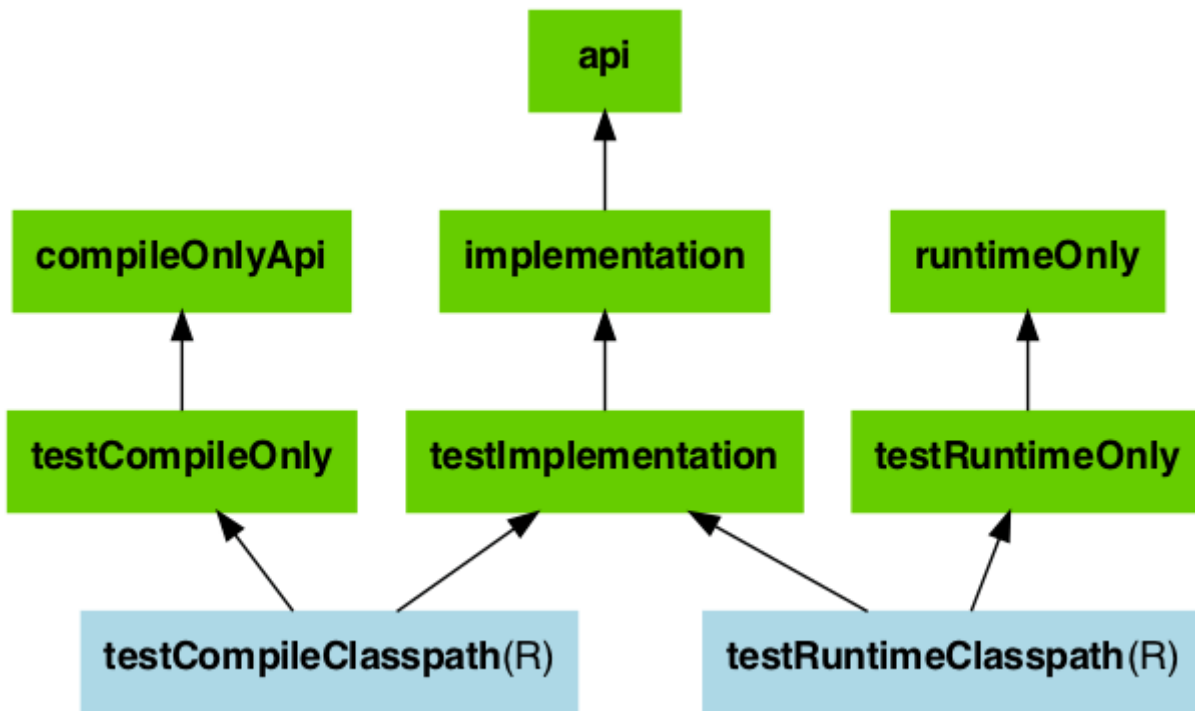 api
compileOnlyApi
implementation
runtimeOnly
testCompileOnly
testImplementation
testRuntimeOnly
testCompileClasspath(R)
testRuntimeClasspath(R)